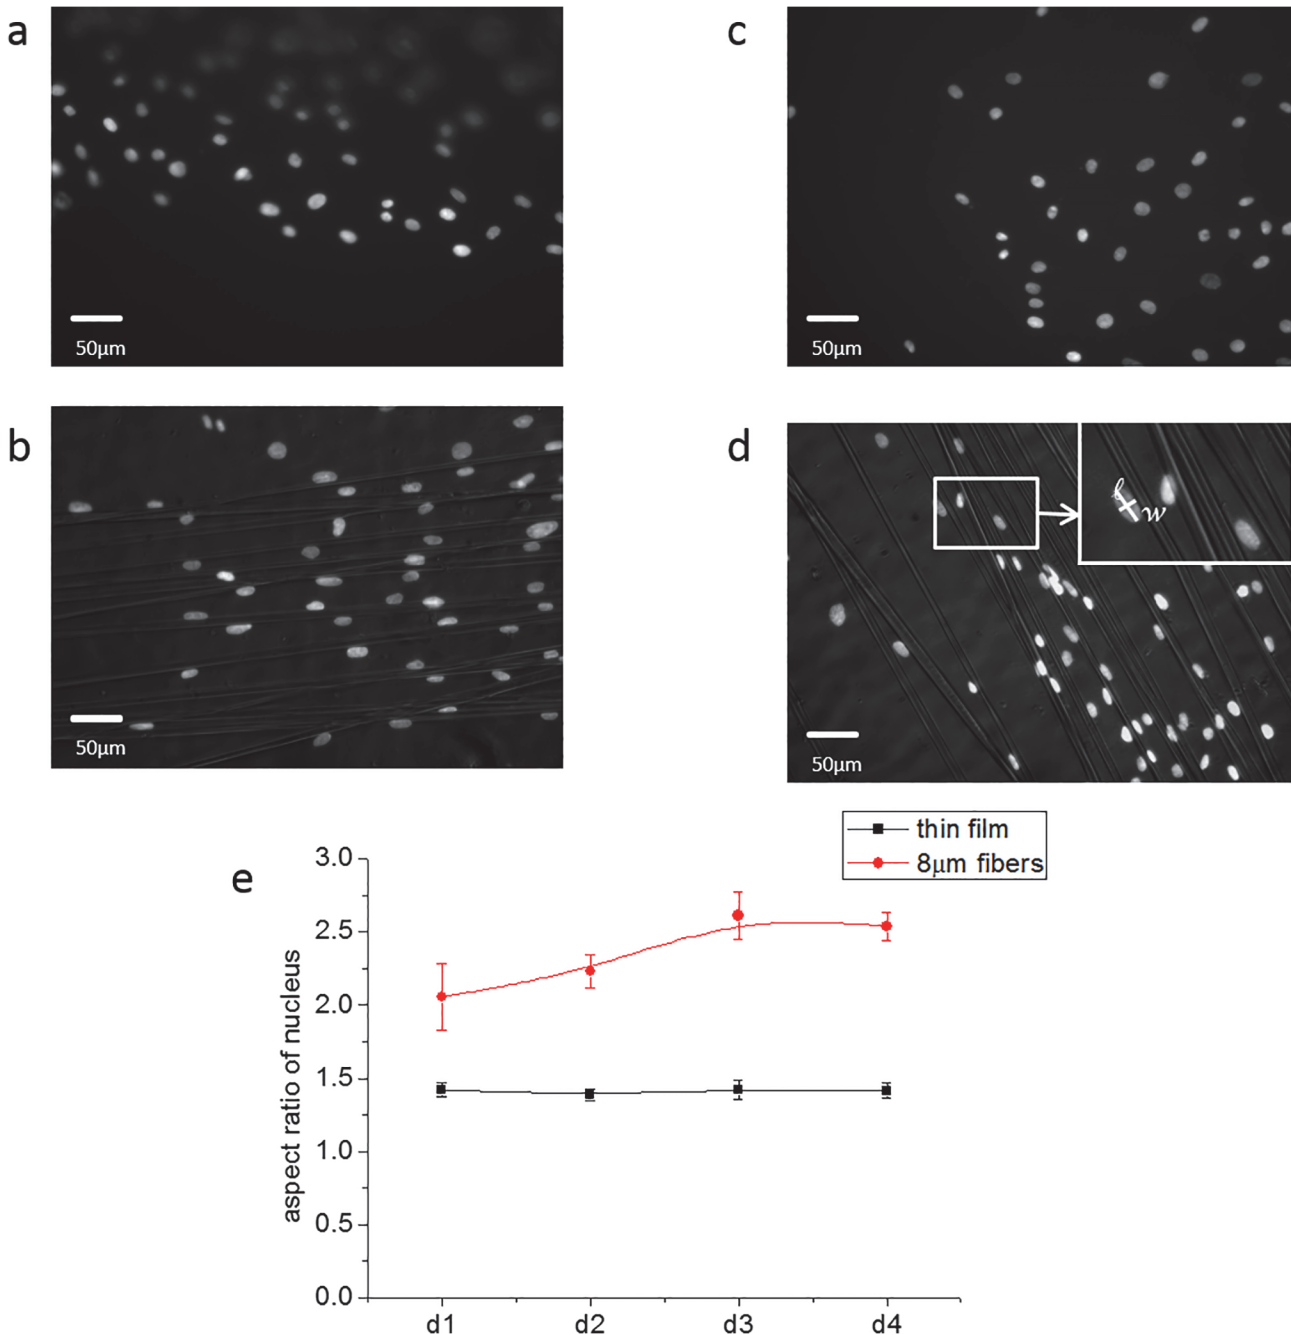 a
50μm
c
50μm
b
50μm
d
ℓ
w
50μm
e
thin film
8μm fibers
aspect ratio of nucleus
3.0
2.5
2.0
1.5
1.0
0.5
0.0
d1 d2 d3 d4